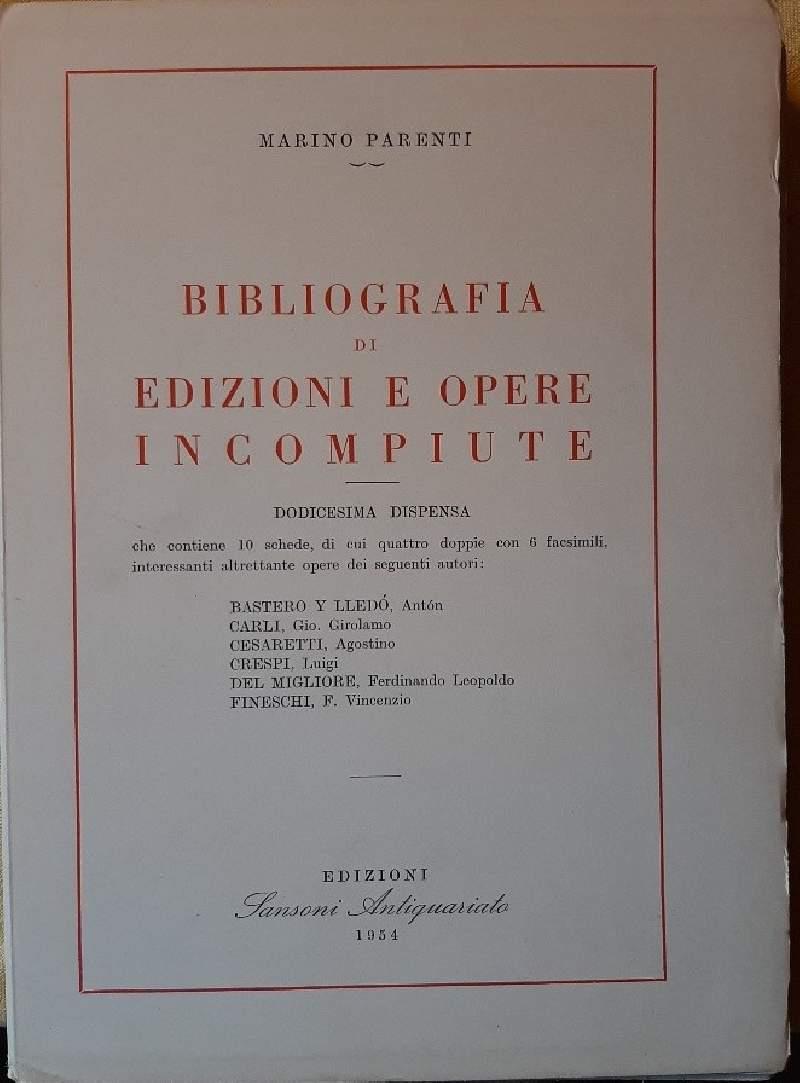 MARINO PARENTI
BIBLIOGRAFIA
DI
EDIZIONI E OPERE
INCOMPIUTE
DODICESIMA DISPENSA
che contiene 10 schede, di cui quattro doppie con 6 facsimili,
interessanti altrettante opere dei seguenti autori:
BASTERO Y LLEDÓ, Antón
CARLI, Gio. Girolamo
CESARETTI, Agostino
CRESPI, Luigi
DEL MIGLIORE, Ferdinando Leopoldo
FINESCHI, F. Vincenzio
EDIZIONI
Sansoni Antiquariato
1954